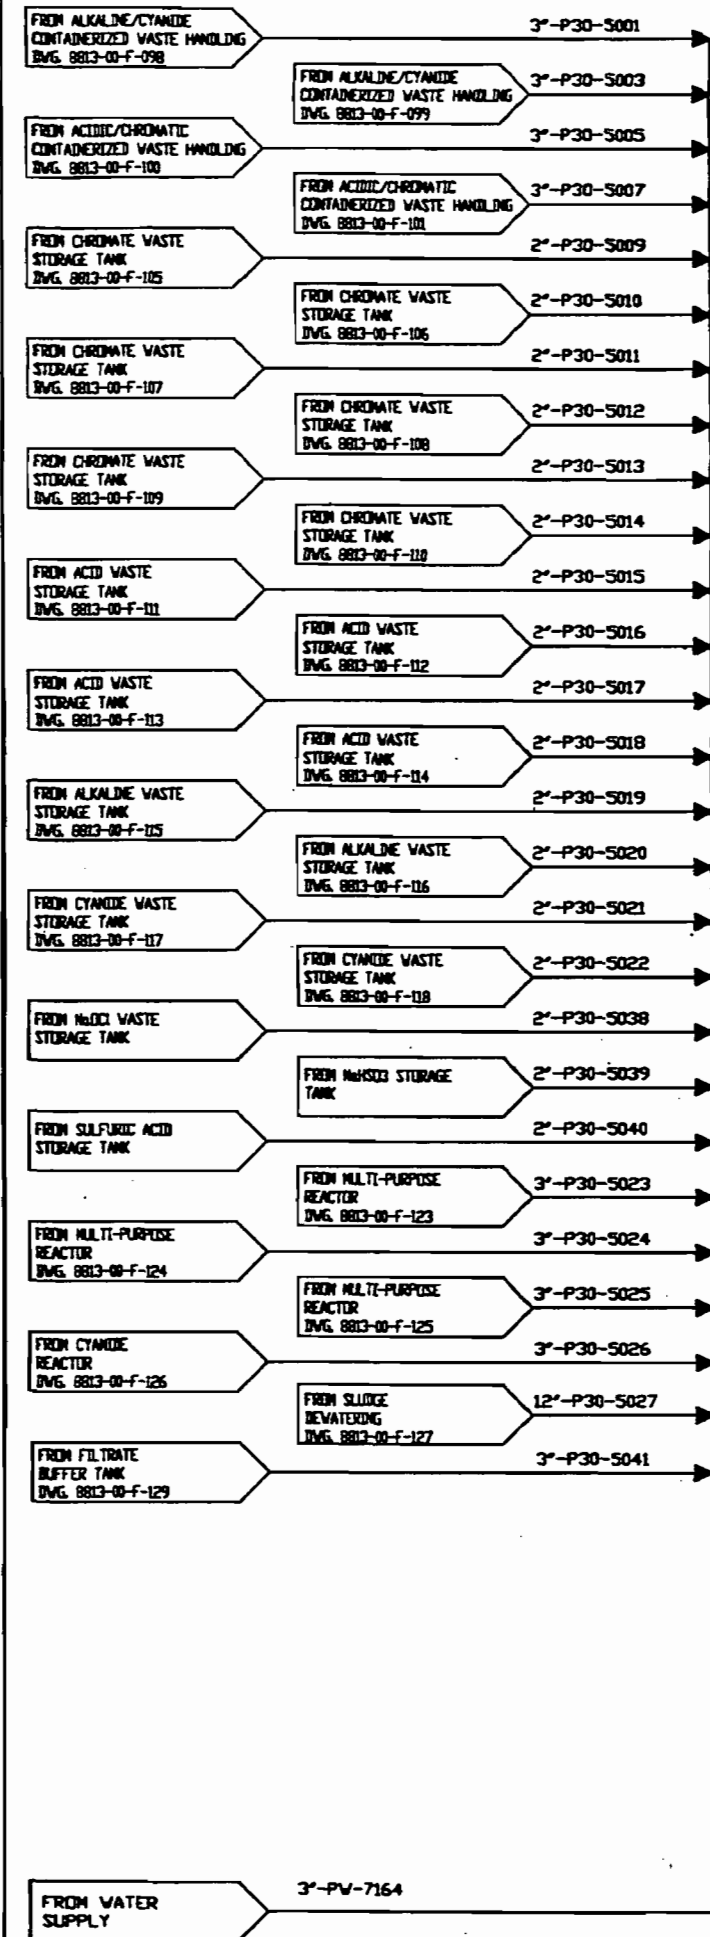 FROM ALKALINE/CYANIDE
CONTAINERIZED WASTE HANDLING
DWG. 8813-00-F-098
3"-P30-5001
FROM ALKALINE/CYANIDE
CONTAINERIZED WASTE HANDLING
DWG. 8813-00-F-099
3"-P30-5003
FROM ACIDIC/CHROMATIC
CONTAINERIZED WASTE HANDLING
DWG. 8813-00-F-100
3"-P30-5005
FROM ACIDIC/CHROMATIC
CONTAINERIZED WASTE HANDLING
DWG. 8813-00-F-101
3"-P30-5007
FROM CHROMATE WASTE
STORAGE TANK
DWG. 8813-00-F-105
2"-P30-5009
FROM CHROMATE WASTE
STORAGE TANK
DWG. 8813-00-F-106
2"-P30-5010
FROM CHROMATE WASTE
STORAGE TANK
DWG. 8813-00-F-107
2"-P30-5011
FROM CHROMATE WASTE
STORAGE TANK
DWG. 8813-00-F-108
2"-P30-5012
FROM CHROMATE WASTE
STORAGE TANK
DWG. 8813-00-F-109
2"-P30-5013
FROM CHROMATE WASTE
STORAGE TANK
DWG. 8813-00-F-110
2"-P30-5014
FROM ACID WASTE
STORAGE TANK
DWG. 8813-00-F-111
2"-P30-5015
FROM ACID WASTE
STORAGE TANK
DWG. 8813-00-F-112
2"-P30-5016
FROM ACID WASTE
STORAGE TANK
DWG. 8813-00-F-113
2"-P30-5017
FROM ACID WASTE
STORAGE TANK
DWG. 8813-00-F-114
2"-P30-5018
FROM ALKALINE WASTE
STORAGE TANK
DWG. 8813-00-F-115
2"-P30-5019
FROM ALKALINE WASTE
STORAGE TANK
DWG. 8813-00-F-116
2"-P30-5020
FROM CYANIDE WASTE
STORAGE TANK
DWG. 8813-00-F-117
2"-P30-5021
FROM CYANIDE WASTE
STORAGE TANK
DWG. 8813-00-F-118
2"-P30-5022
FROM NaOCl WASTE
STORAGE TANK
2"-P30-5038
FROM NaHSO3 STORAGE
TANK
2"-P30-5039
FROM SULFURIC ACID
STORAGE TANK
2"-P30-5040
FROM MULTI-PURPOSE
REACTOR
DWG. 8813-00-F-123
3"-P30-5023
FROM MULTI-PURPOSE
REACTOR
DWG. 8813-00-F-124
3"-P30-5024
FROM MULTI-PURPOSE
REACTOR
DWG. 8813-00-F-125
3"-P30-5025
FROM CYANIDE
REACTOR
DWG. 8813-00-F-126
3"-P30-5026
FROM SLUDGE
DEWATERING
DWG. 8813-00-F-127
12"-P30-5027
FROM FILTRATE
BUFFER TANK
DWG. 8813-00-F-129
3"-P30-5041
FROM WATER
SUPPLY
3"-PW-7164